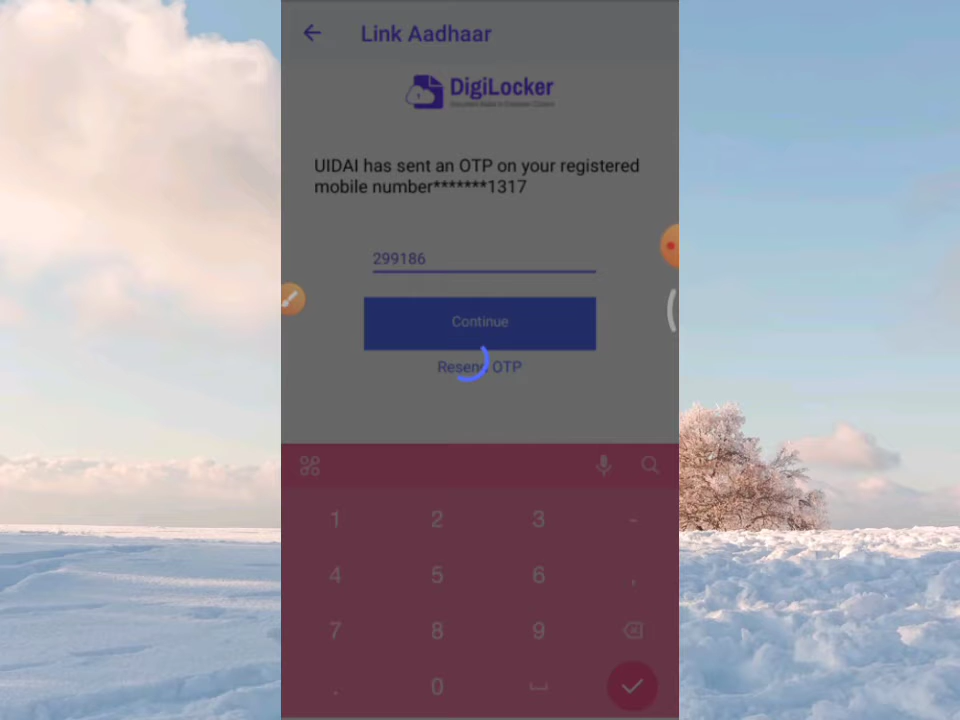 Link Aadhaar
DigiLocker
UIDAI has sent an OTP on your registered
mobile number*******1317
299186
Continue
Resend OTP
1 2 3 -
4 5 6 ,
7 8 9
. 0